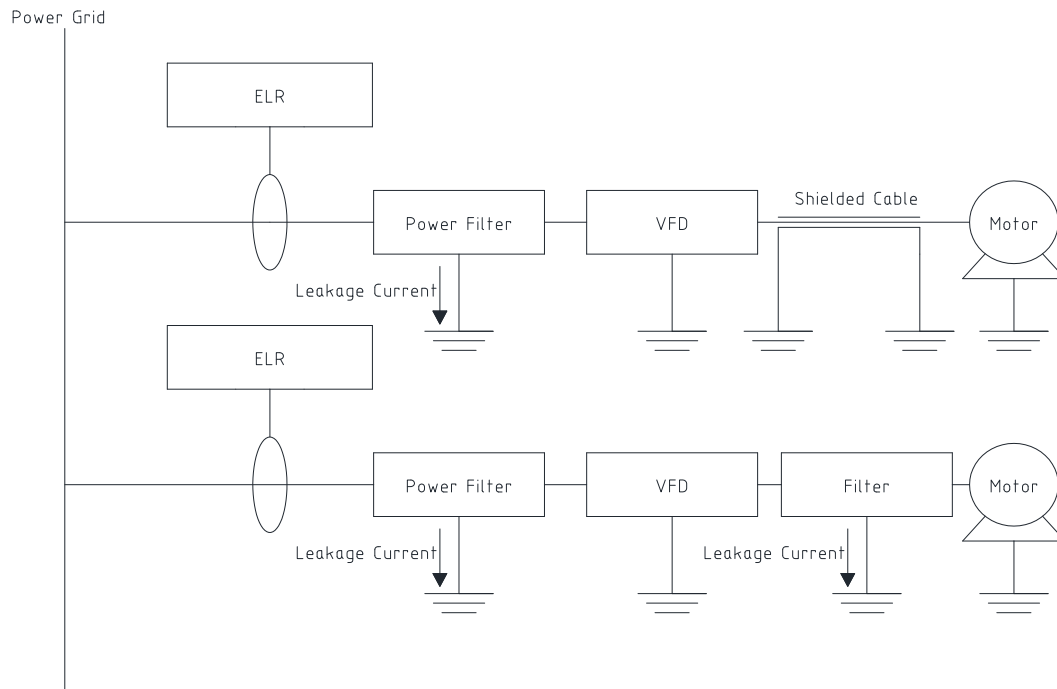 Power Grid
ELR
Shielded Cable
Power Filter
VFD
Motor
Leakage Current
ELR
Power Filter
VFD
Filter
Motor
Leakage Current
Leakage Current